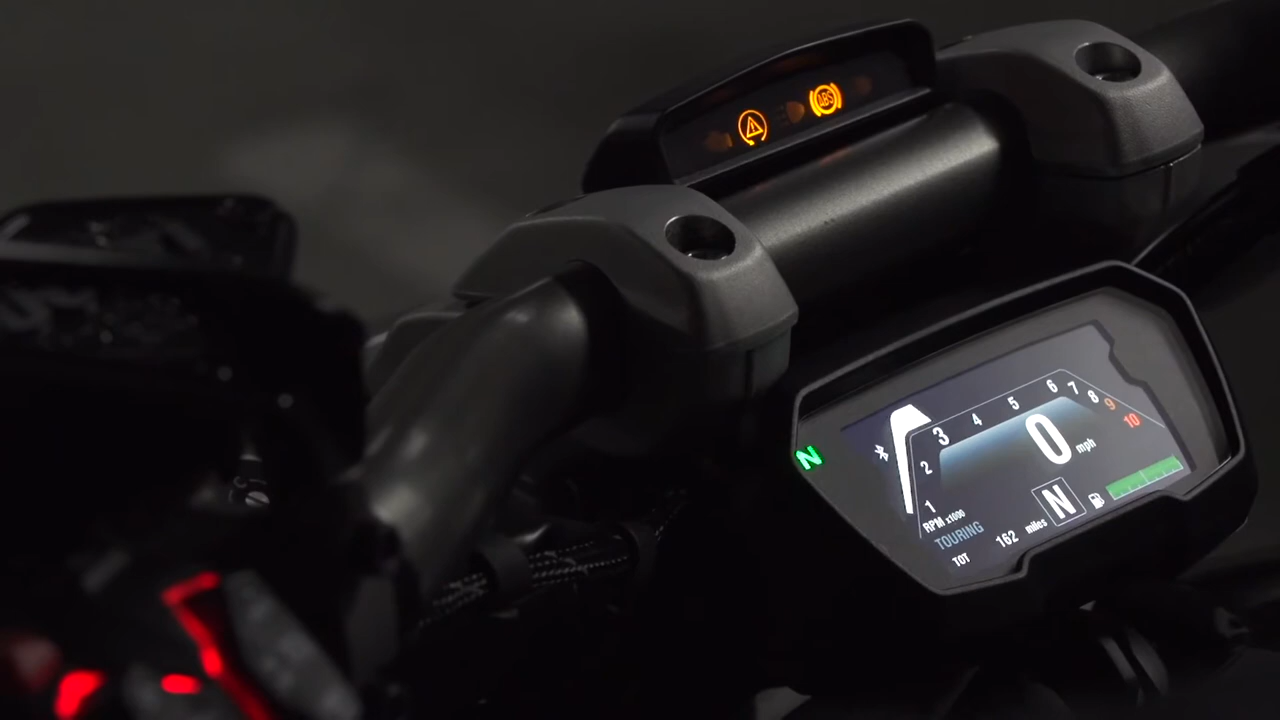 ABS
N
1 2 3 4 5 6 7 8 9 10
0 mph
RPM x1000
TOURING
N
TOT 162 miles